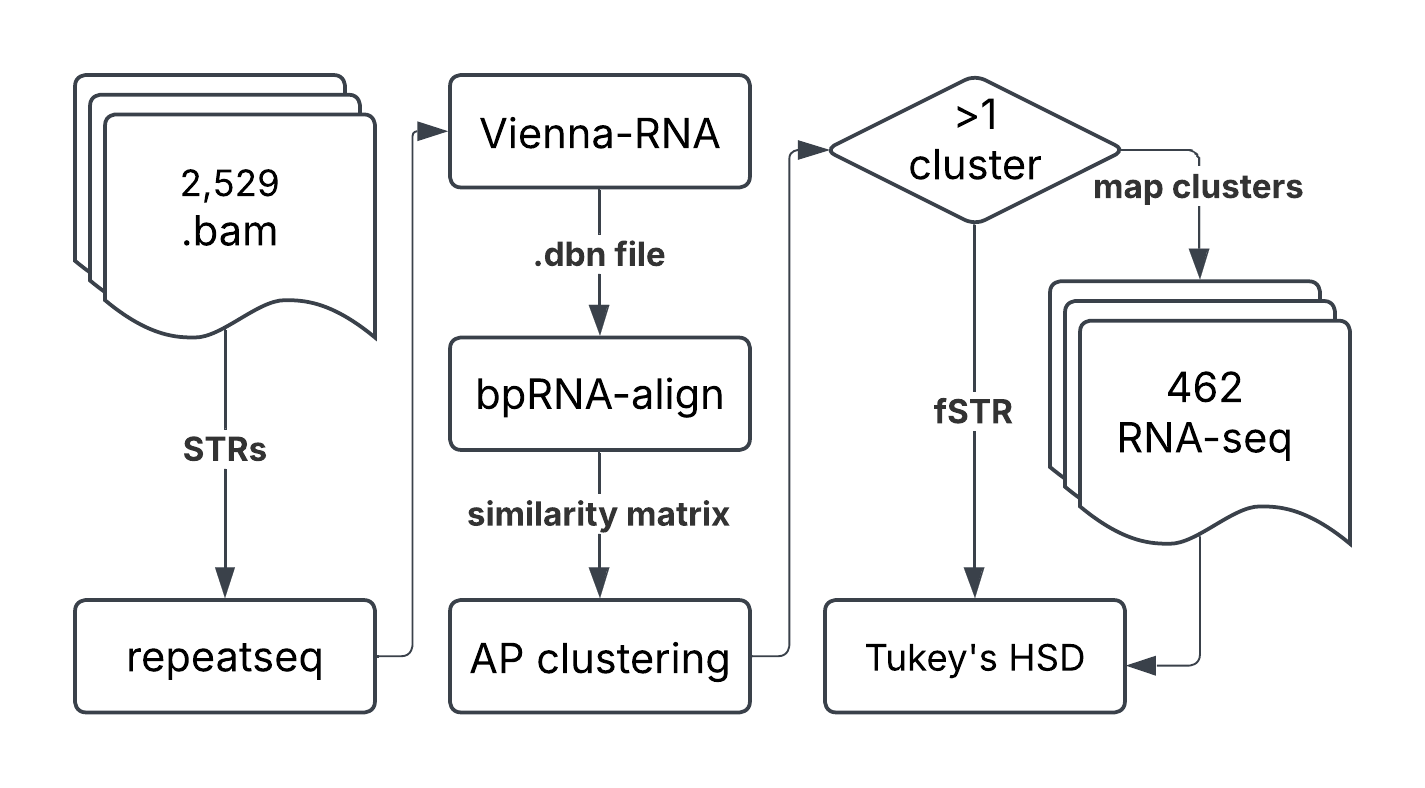 2,529
.bam
STRs
repeatseq
Vienna-RNA
.dbn file
bpRNA-align
similarity matrix
AP clustering
>1
cluster
map clusters
fSTR
462
RNA-seq
Tukey's HSD